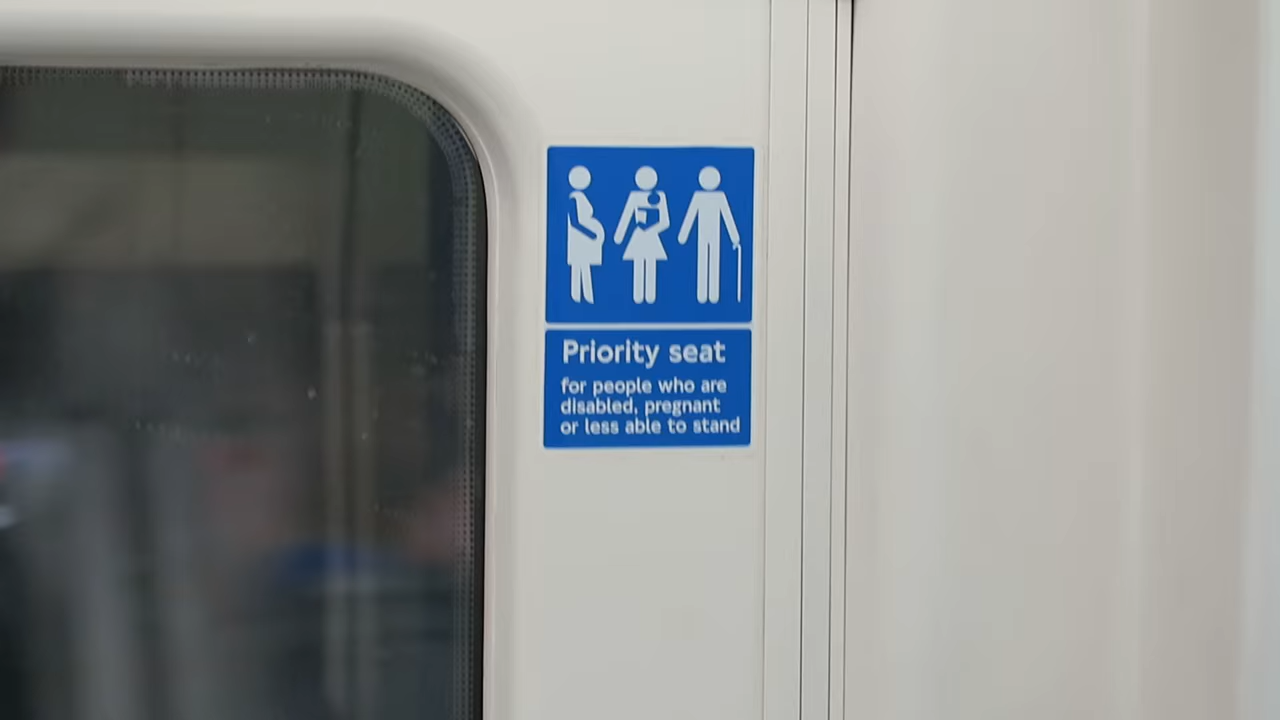 Priority seat
for people who are
disabled, pregnant
or less able to stand